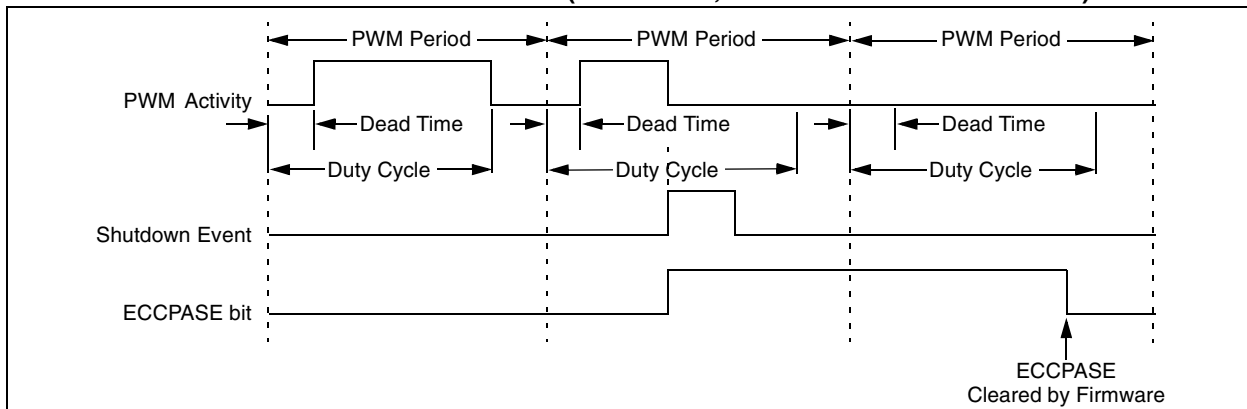 PWM Period PWM Period PWM Period
PWM Activity
Dead Time Dead Time Dead Time
Duty Cycle Duty Cycle Duty Cycle
Shutdown Event
ECCPASE bit
ECCPASE
Cleared by Firmware